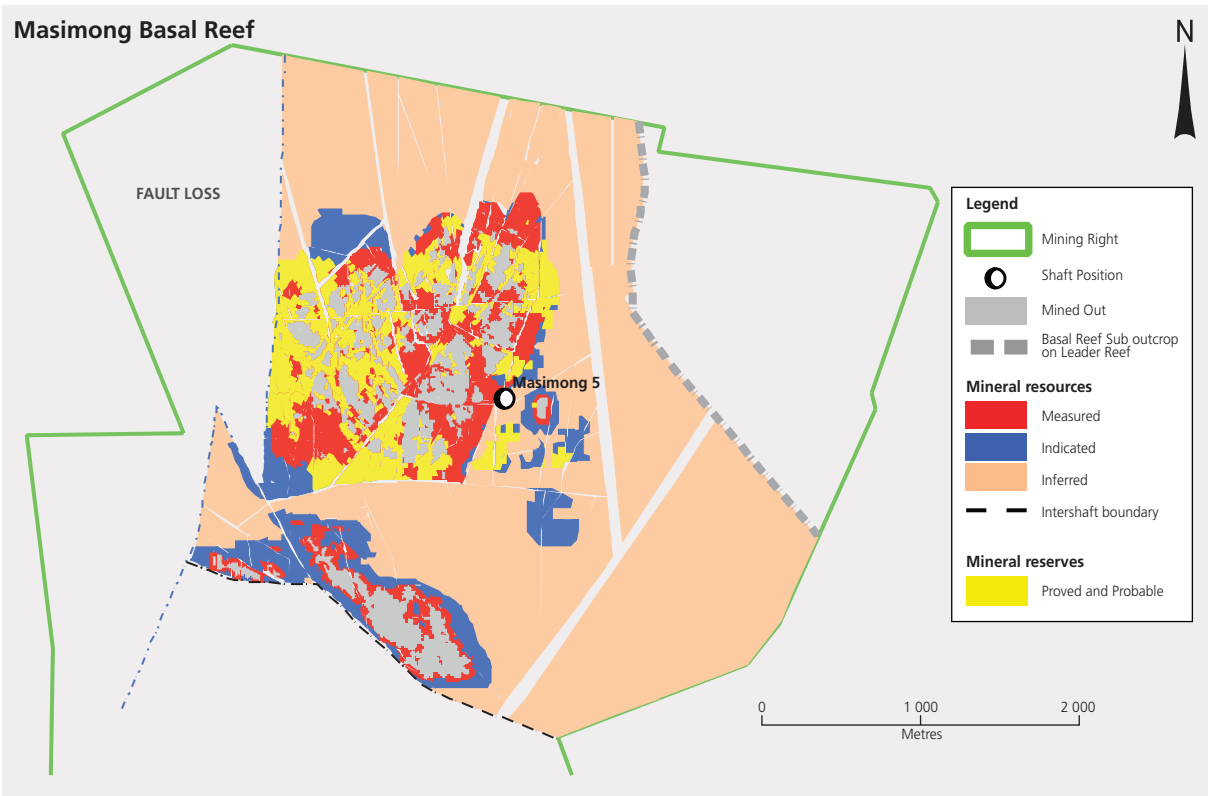 Masimong Basal Reef
N
FAULT LOSS
Masimong 5
Legend
Mining Right
Shaft Position
Mined Out
Basal Reef Sub outcrop
on Leader Reef
Mineral resources
Measured
Indicated
Inferred
Intershaft boundary
Mineral reserves
Proved and Probable
0 1 000 2 000
Metres